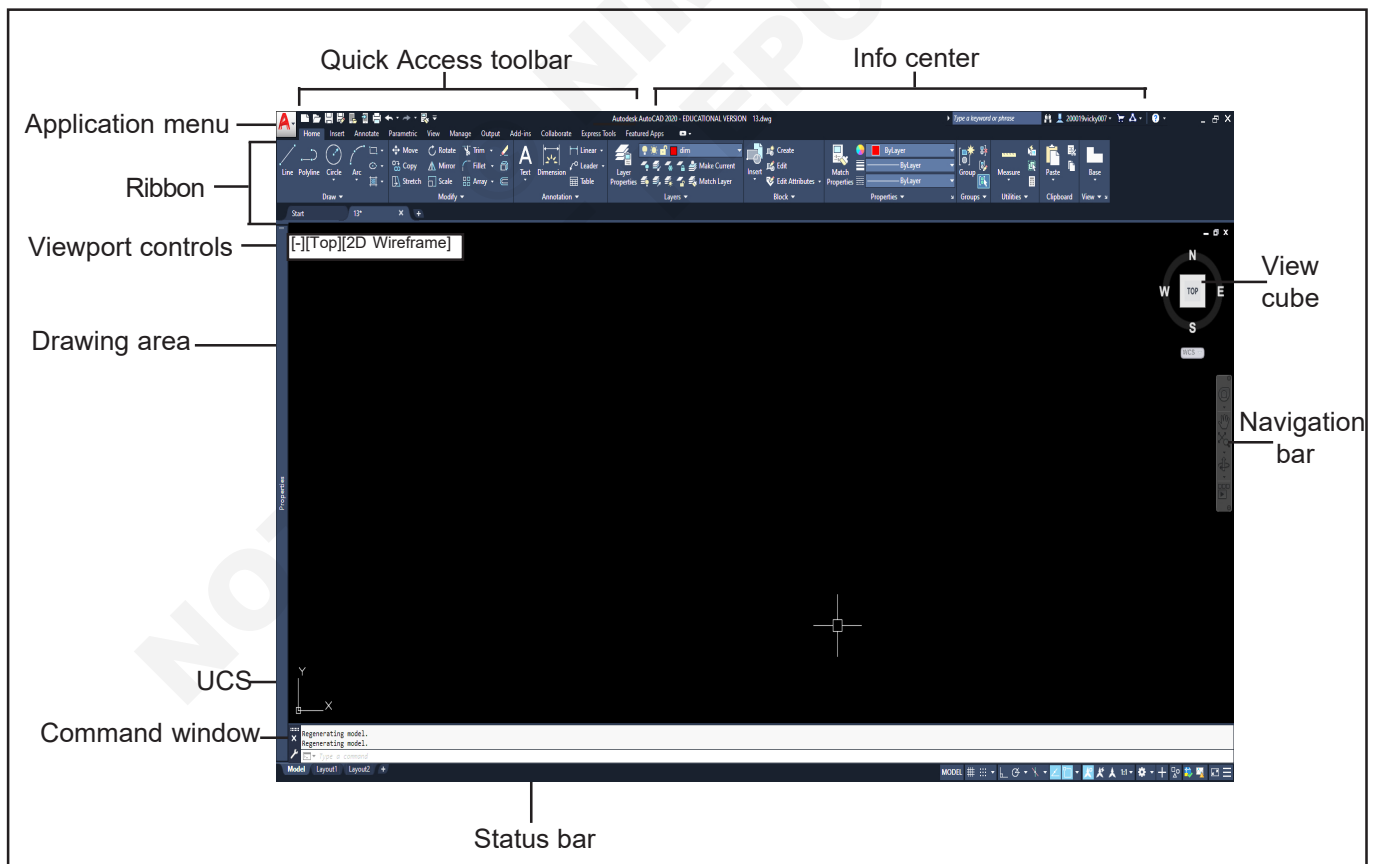 Quick Access toolbar
Info center
Application menu
Ribbon
Viewport controls
Drawing area
UCS
Command window
Status bar
View
cube
Navigation
bar
A
Autodesk AutoCAD 2020 - EDUCATIONAL VERSION 13.dwg
Type a keyword or phrase
200019vicky007
Home Insert Annotate Parametric View Manage Output Add-ins Collaborate Express Tools Featured Apps
Move Rotate Trim Linear dim Create ByLayer
Copy Mirror Fillet Leader Make Current Edit ByLayer
Line Polyline Circle Arc Text Dimension Layer Insert Match Group Measure Paste Base
Stretch Scale Array Table Properties Match Layer Edit Attributes Properties ByLayer
Draw Modify Annotation Layers Block Properties Groups Utilities Clipboard View
Start 13* X +
[-][Top][2D Wireframe]
N
W TOP E
S
WCS
Properties
Y
X
Regenerating model.
Regenerating model.
Type a command
Model Layout1 Layout2 +
MODEL
NOT
NIM
REPU